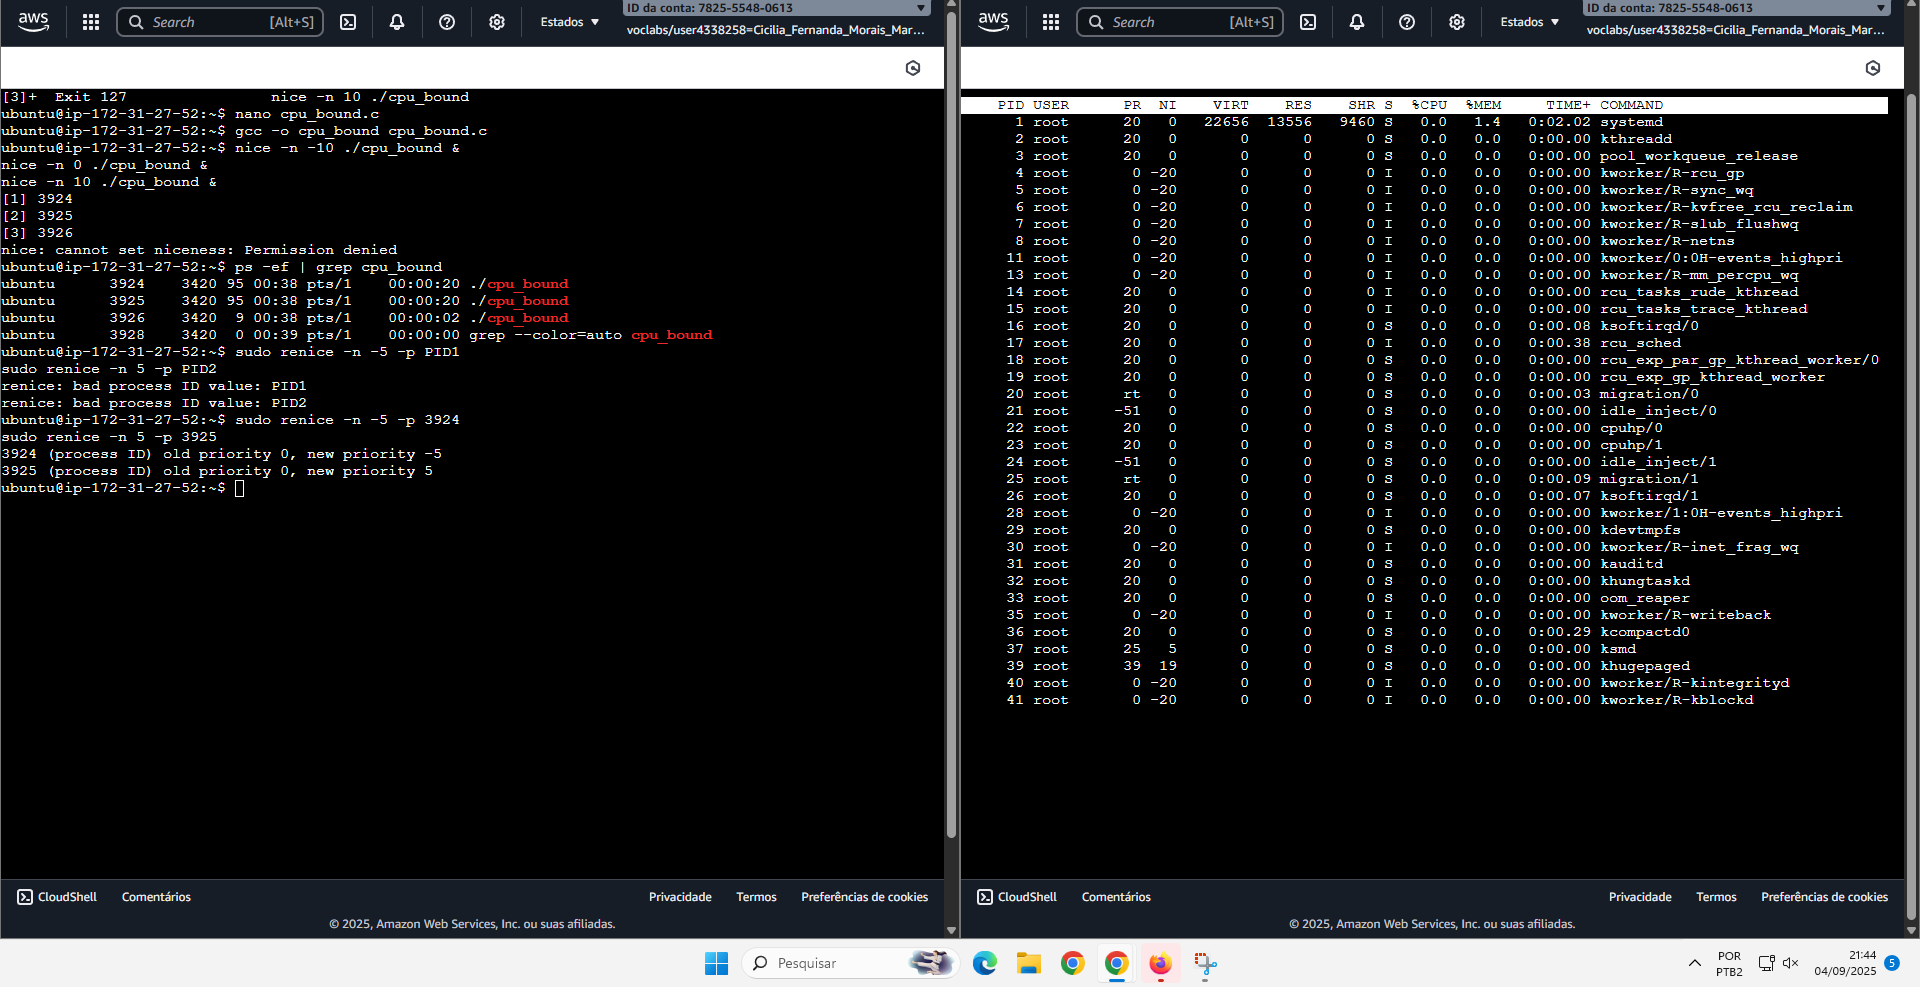 aws
Search [Alt+S]
Estados
ID da conta: 7825-5548-0613
voclabs/user4338258=Cicilia_Fernanda_Morais_Mar...
[3]+  Exit 127                nice -n 10 ./cpu_bound
ubuntu@ip-172-31-27-52:~$ nano cpu_bound.c
ubuntu@ip-172-31-27-52:~$ gcc -o cpu_bound cpu_bound.c
ubuntu@ip-172-31-27-52:~$ nice -n -10 ./cpu_bound &
nice -n 0 ./cpu_bound &
nice -n 10 ./cpu_bound &
[1] 3924
[2] 3925
[3] 3926
nice: cannot set niceness: Permission denied
ubuntu@ip-172-31-27-52:~$ ps -ef | grep cpu_bound
ubuntu      3924    3420 95 00:38 pts/1    00:00:20 ./cpu_bound
ubuntu      3925    3420 95 00:38 pts/1    00:00:20 ./cpu_bound
ubuntu      3926    3420  9 00:38 pts/1    00:00:02 ./cpu_bound
ubuntu      3928    3420  0 00:39 pts/1    00:00:00 grep --color=auto cpu_bound
ubuntu@ip-172-31-27-52:~$ sudo renice -n -5 -p PID1
sudo renice -n 5 -p PID2
renice: bad process ID value: PID1
renice: bad process ID value: PID2
ubuntu@ip-172-31-27-52:~$ sudo renice -n -5 -p 3924
sudo renice -n 5 -p 3925
3924 (process ID) old priority 0, new priority -5
3925 (process ID) old priority 0, new priority 5
ubuntu@ip-172-31-27-52:~$
CloudShell Comentários Privacidade Termos Preferências de cookies
© 2025, Amazon Web Services, Inc. ou suas afiliadas.
aws
Search [Alt+S]
Estados
ID da conta: 7825-5548-0613
voclabs/user4338258=Cicilia_Fernanda_Morais_Mar...
PID USER      PR  NI    VIRT    RES    SHR S  %CPU  %MEM     TIME+ COMMAND
1 root      20   0   22656  13556   9460 S   0.0   1.4   0:02.02 systemd
2 root      20   0       0      0      0 S   0.0   0.0   0:00.00 kthreadd
3 root      20   0       0      0      0 S   0.0   0.0   0:00.00 pool_workqueue_release
4 root       0 -20       0      0      0 I   0.0   0.0   0:00.00 kworker/R-rcu_gp
5 root       0 -20       0      0      0 I   0.0   0.0   0:00.00 kworker/R-sync_wq
6 root       0 -20       0      0      0 I   0.0   0.0   0:00.00 kworker/R-kvfree_rcu_reclaim
7 root       0 -20       0      0      0 I   0.0   0.0   0:00.00 kworker/R-slub_flushwq
8 root       0 -20       0      0      0 I   0.0   0.0   0:00.00 kworker/R-netns
11 root       0 -20       0      0      0 I   0.0   0.0   0:00.00 kworker/0:0H-events_highpri
13 root       0 -20       0      0      0 I   0.0   0.0   0:00.00 kworker/R-mm_percpu_wq
14 root      20   0       0      0      0 I   0.0   0.0   0:00.00 rcu_tasks_rude_kthread
15 root      20   0       0      0      0 I   0.0   0.0   0:00.00 rcu_tasks_trace_kthread
16 root      20   0       0      0      0 S   0.0   0.0   0:00.08 ksoftirqd/0
17 root      20   0       0      0      0 I   0.0   0.0   0:00.38 rcu_sched
18 root      20   0       0      0      0 S   0.0   0.0   0:00.00 rcu_exp_par_gp_kthread_worker/0
19 root      20   0       0      0      0 S   0.0   0.0   0:00.00 rcu_exp_gp_kthread_worker
20 root      rt   0       0      0      0 S   0.0   0.0   0:00.03 migration/0
21 root     -51   0       0      0      0 S   0.0   0.0   0:00.00 idle_inject/0
22 root      20   0       0      0      0 S   0.0   0.0   0:00.00 cpuhp/0
23 root      20   0       0      0      0 S   0.0   0.0   0:00.00 cpuhp/1
24 root     -51   0       0      0      0 S   0.0   0.0   0:00.00 idle_inject/1
25 root      rt   0       0      0      0 S   0.0   0.0   0:00.09 migration/1
26 root      20   0       0      0      0 S   0.0   0.0   0:00.07 ksoftirqd/1
28 root       0 -20       0      0      0 I   0.0   0.0   0:00.00 kworker/1:0H-events_highpri
29 root      20   0       0      0      0 S   0.0   0.0   0:00.00 kdevtmpfs
30 root       0 -20       0      0      0 I   0.0   0.0   0:00.00 kworker/R-inet_frag_wq
31 root      20   0       0      0      0 S   0.0   0.0   0:00.00 kauditd
32 root      20   0       0      0      0 S   0.0   0.0   0:00.00 khungtaskd
33 root      20   0       0      0      0 S   0.0   0.0   0:00.00 oom_reaper
35 root       0 -20       0      0      0 I   0.0   0.0   0:00.00 kworker/R-writeback
36 root      20   0       0      0      0 S   0.0   0.0   0:00.29 kcompactd0
37 root      25   5       0      0      0 S   0.0   0.0   0:00.00 ksmd
39 root      39  19       0      0      0 S   0.0   0.0   0:00.00 khugepaged
40 root       0 -20       0      0      0 I   0.0   0.0   0:00.00 kworker/R-kintegrityd
41 root       0 -20       0      0      0 I   0.0   0.0   0:00.00 kworker/R-kblockd
CloudShell Comentários Privacidade Termos Preferências de cookies
© 2025, Amazon Web Services, Inc. ou suas afiliadas.
Pesquisar
POR
PTB2
21:44
04/09/2025
5